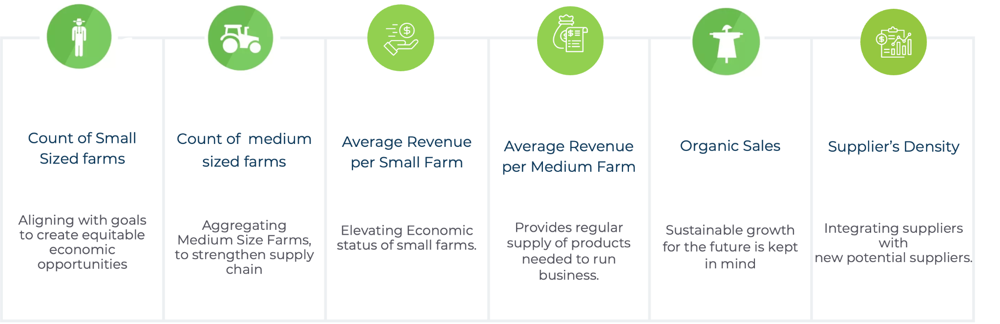 Count of Small
Sized farms
Aligning with goals
to create equitable
economic
opportunities
Count of  medium
sized farms
Aggregating
Medium Size Farms,
to strengthen supply
chain
Average Revenue
per Small Farm
Elevating Economic
status of small farms.
Average Revenue
per Medium Farm
Provides regular
supply of products
needed to run
business.
Organic Sales
Sustainable growth
for the future is kept
in mind
Supplier’s Density
Integrating suppliers
with
new potential suppliers.